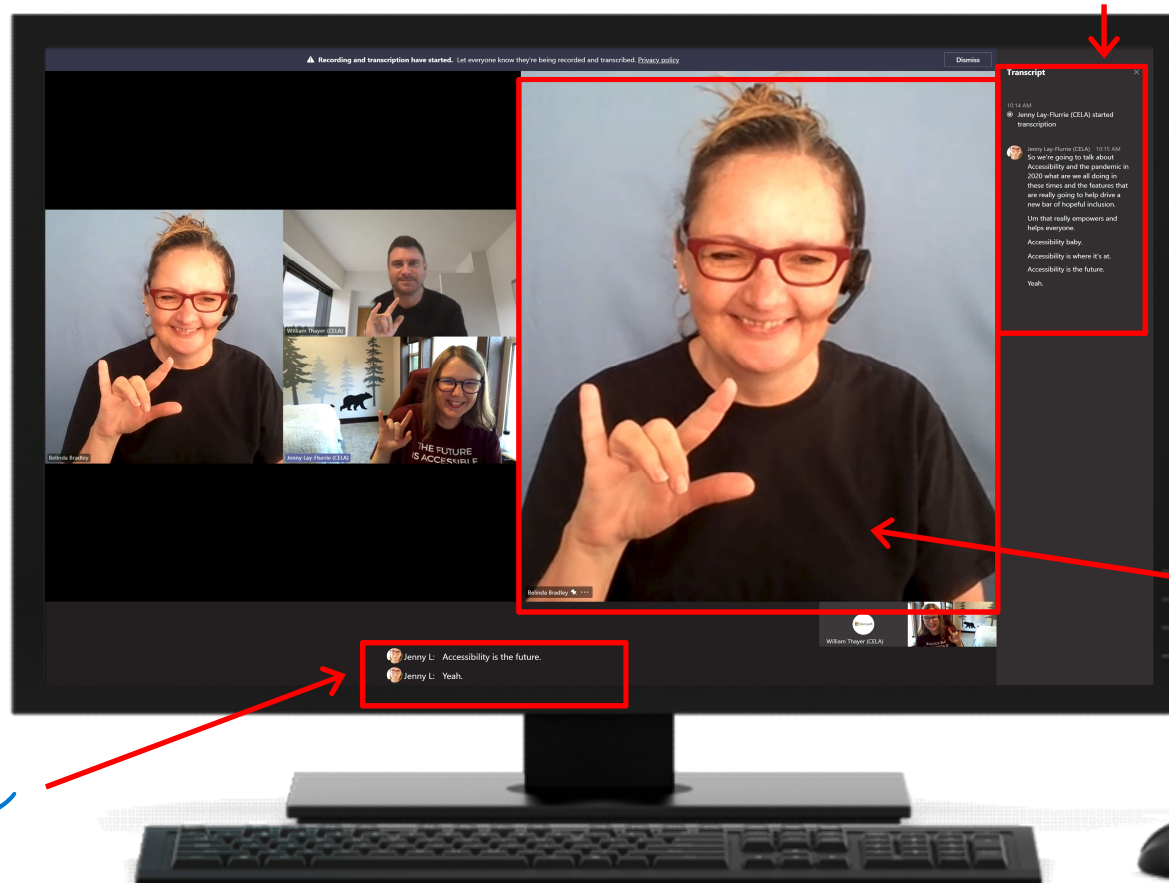 Recording and transcription have started. Let everyone know they're being recorded and transcribed. Privacy policy
Dismiss
Transcript
10:14 AM
Jenny Lay-Flurrie (CELA) started
transcription
Jenny Lay-Flurrie (CELA) 10:15 AM
So we're going to talk about
Accessibility and the pandemic in
2020 what are we all doing in
these times and the features that
are really going to help drive a
new bar of hopeful inclusion.
Um that really empowers and
helps everyone.
Accessibility baby.
Accessibility is where it's at.
Accessibility is the future.
Yeah.
William Thayer (CELA)
THE FUTURE
IS ACCESSIBLE
Belinda Bradley
Jenny Lay-Flurrie (CELA)
Belinda Bradley
William Thayer (CELA)
Jenny L: Accessibility is the future.
Jenny L: Yeah.